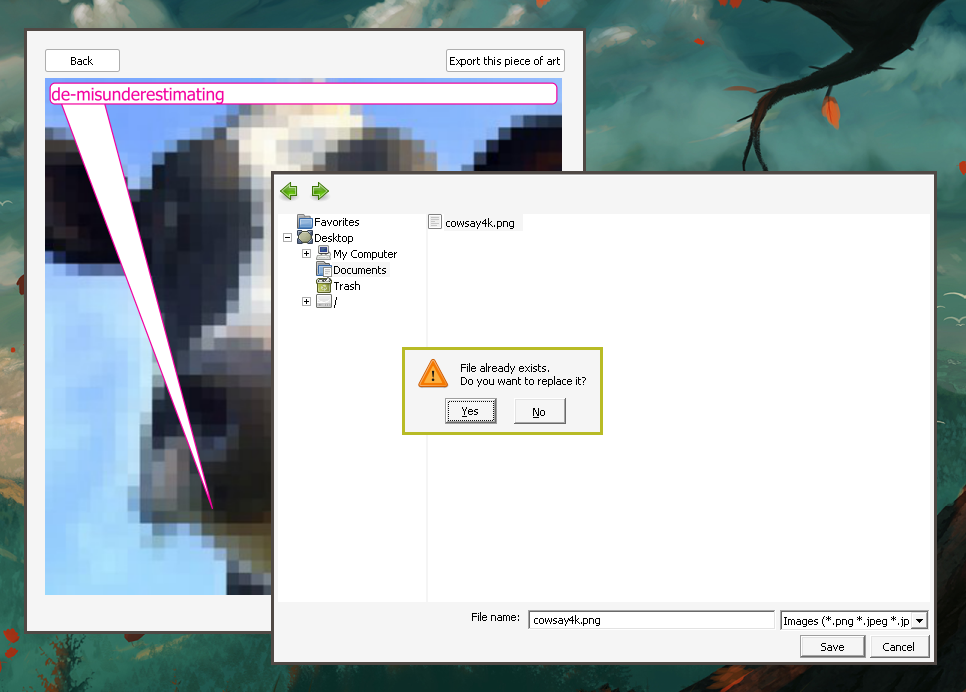 Back
Export this piece of art
de-misunderestimating
Favorites
cowsay4k.png
Desktop
My Computer
Documents
Trash
/
File already exists.
Do you want to replace it?
Yes
No
File name:
cowsay4k.png
Images (*.png *.jpeg *.jp
Save
Cancel